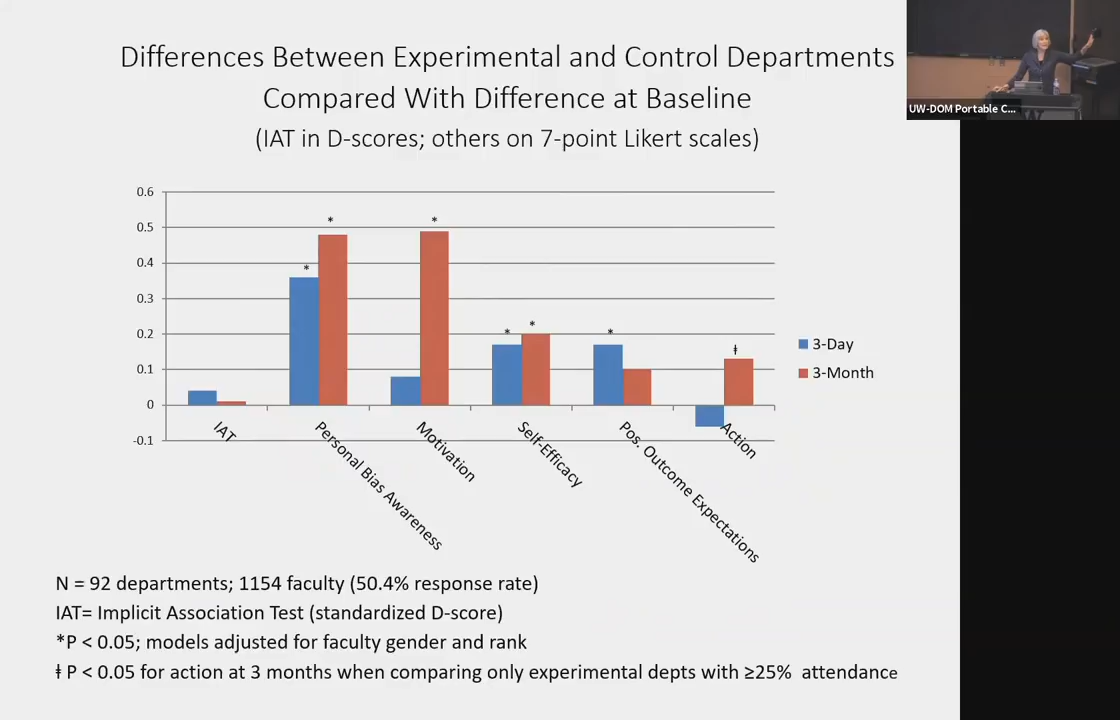 Differences Between Experimental and Control Departments
Compared With Difference at Baseline
(IAT in D-scores; others on 7-point Likert scales)
UW-DOM Portable C...
0.6
0.5
0.4
0.3
0.2
0.1
0
-0.1
*
*
*
*
*
*
ǂ
IAT
Personal Bias Awareness
Motivation
Self-Efficacy
Pos. Outcome Expectations
Action
3-Day
3-Month
N = 92 departments; 1154 faculty (50.4% response rate)
IAT= Implicit Association Test (standardized D-score)
*P < 0.05; models adjusted for faculty gender and rank
ǂ P < 0.05 for action at 3 months when comparing only experimental depts with ≥25% attendance